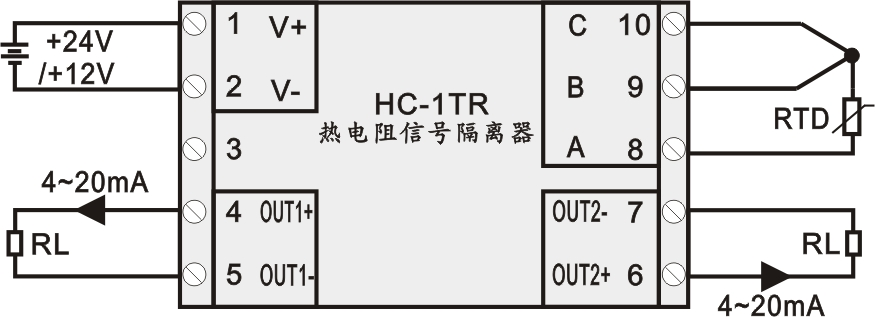 +24V
/+12V
1 V+
2 V-
3
4 OUT1+
5 OUT1-
4~20mA
RL
HC-1TR
热电阻信号隔离器
C 10
B 9
A 8
OUT2- 7
OUT2+ 6
RTD
RL
4~20mA